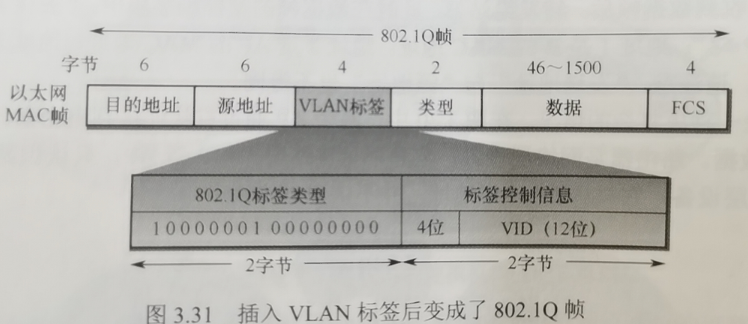 802.1Q帧
字节 6 6 4 2 46～1500 4
以太网
MAC帧
目的地址 源地址 VLAN标签 类型 数据 FCS
802.1Q标签类型 标签控制信息
10000001 00000000 4位 VID（12位）
2字节 2字节
图 3.31 插入 VLAN 标签后变成了 802.1Q 帧